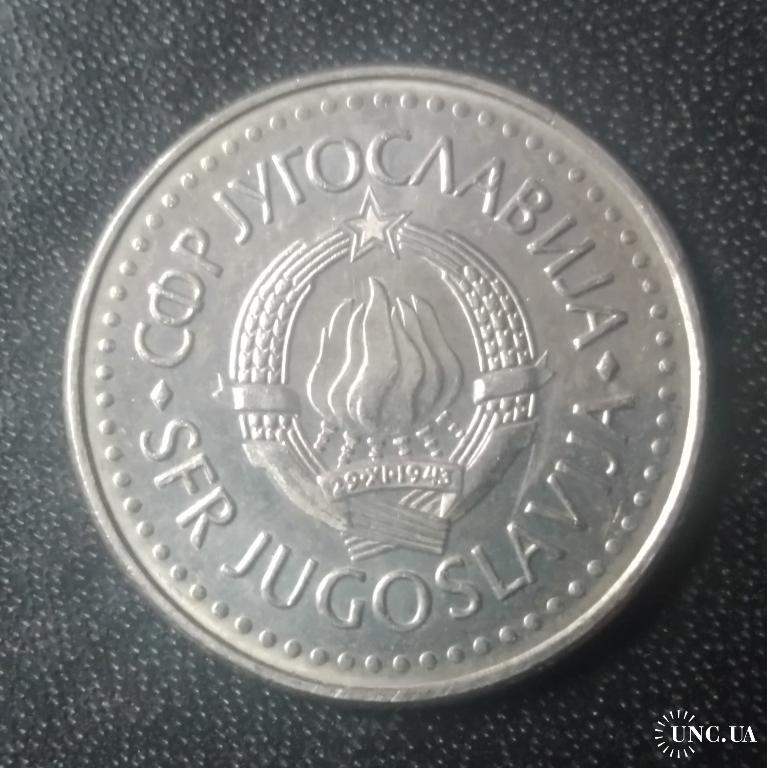 СФР ЈУГОСЛАВИЈА
SFR JUGOSLAVIJA
29·XI·1943
UNC.UA